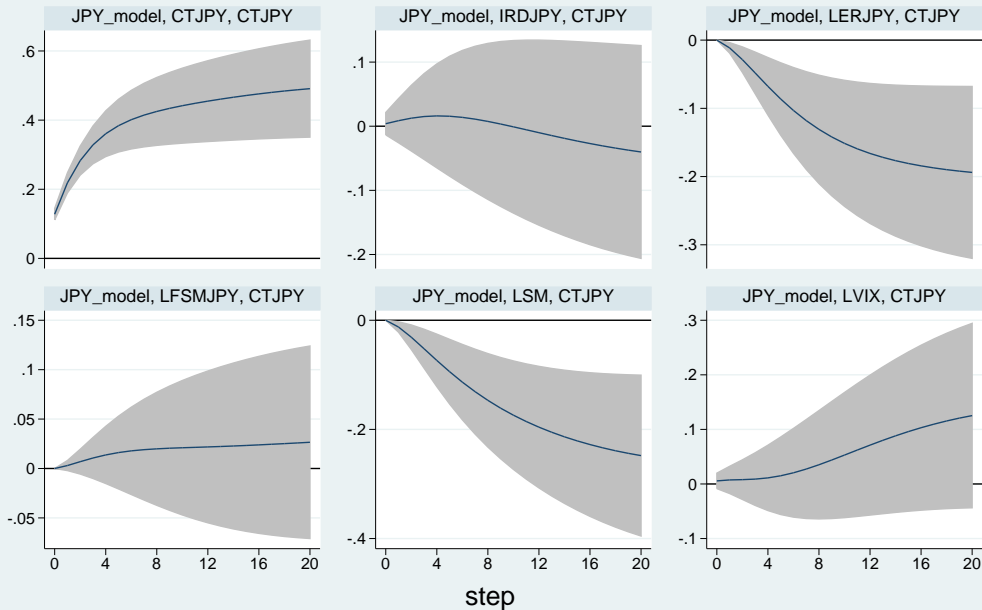 JPY_model, CTJPY, CTJPY
JPY_model, IRDJPY, CTJPY
JPY_model, LERJPY, CTJPY
.6
.4
.2
0
.1
0
-.1
-.2
0
-.1
-.2
-.3
JPY_model, LFSMJPY, CTJPY
JPY_model, LSM, CTJPY
JPY_model, LVIX, CTJPY
.15
.1
.05
0
-.05
0
-.2
-.4
.3
.2
.1
0
-.1
0 4 8 12 16 20
0 4 8 12 16 20
0 4 8 12 16 20
step